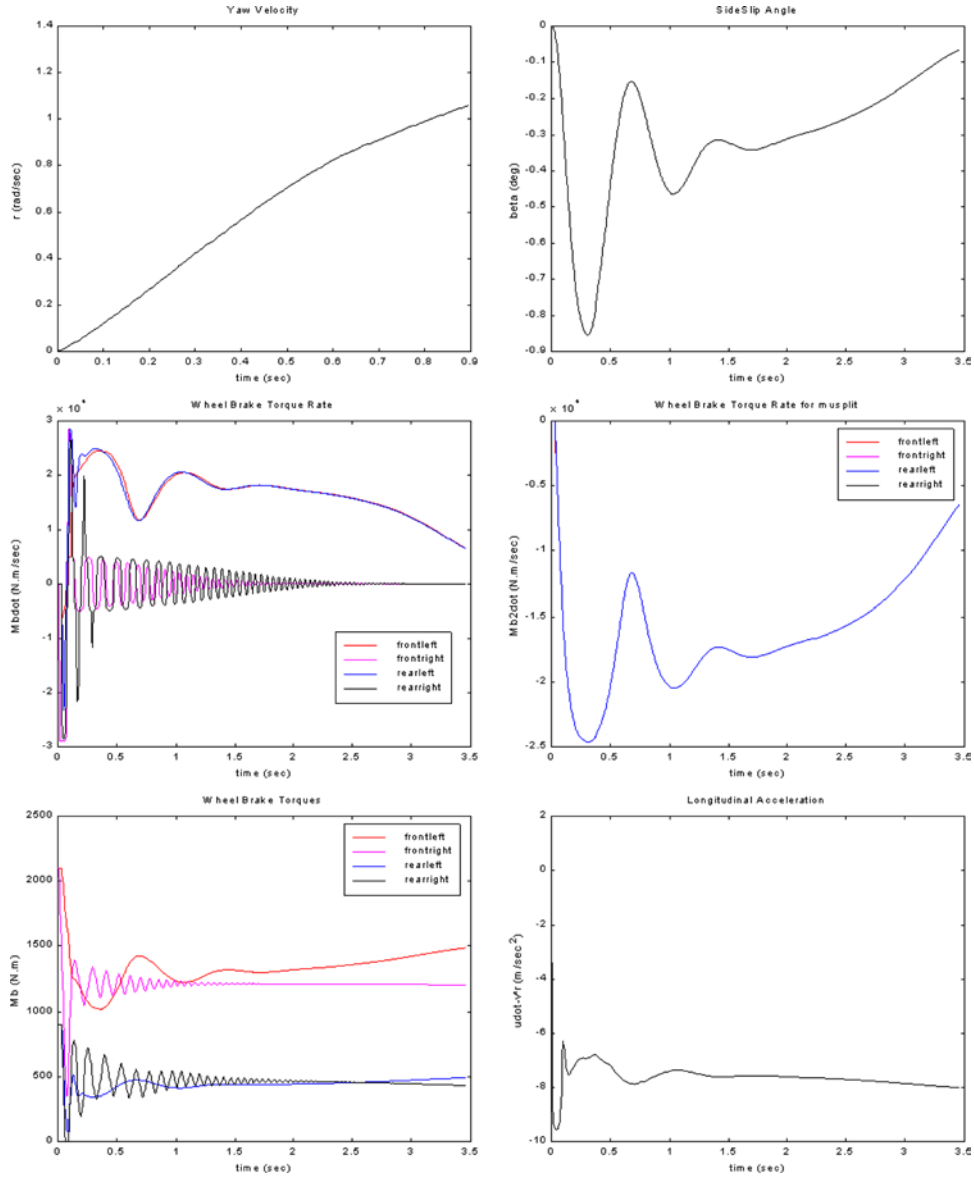 Yaw Velocity
1.4
1.2
1
0.8
0.6
0.4
0.2
0
r (rad/sec)
0 0.1 0.2 0.3 0.4 0.5 0.6 0.7 0.8 0.9
time (sec)
SideSlip Angle
0
-0.1
-0.2
-0.3
-0.4
-0.5
-0.6
-0.7
-0.8
-0.9
beta (deg)
0 0.5 1 1.5 2 2.5 3 3.5
time (sec)
Wheel Brake Torque Rate
× 10⁴
3
2
1
0
-1
-2
-3
Mbdot (N.m/sec)
frontleft
frontright
rearleft
rearright
0 0.5 1 1.5 2 2.5 3 3.5
time (sec)
Wheel Brake Torque Rate for musplit
× 10⁴
0
-0.5
-1
-1.5
-2
-2.5
Mb2dot (N.m/sec)
frontleft
frontright
rearleft
rearright
0 0.5 1 1.5 2 2.5 3 3.5
time (sec)
Wheel Brake Torques
2500
2000
1500
1000
500
0
Mb (N.m)
frontleft
frontright
rearleft
rearright
0 0.5 1 1.5 2 2.5 3 3.5
time (sec)
Longitudinal Acceleration
2
0
-2
-4
-6
-8
-10
udot-v*r (m/sec²)
0 0.5 1 1.5 2 2.5 3 3.5
time (sec)